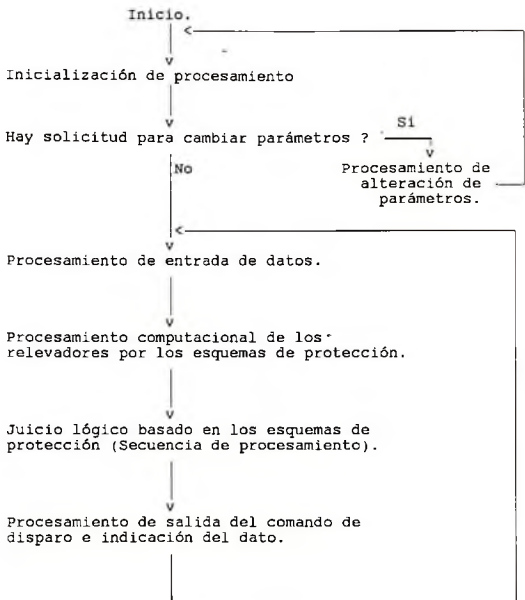 Inicio.
Inicialización de procesamiento
Hay solicitud para cambiar parámetros ?
Si
No
Procesamiento de
alteración de
parámetros.
Procesamiento de entrada de datos.
Procesamiento computacional de los
relevadores por los esquemas de protección.
Juicio lógico basado en los esquemas de
protección (Secuencia de procesamiento).
Procesamiento de salida del comando de
disparo e indicación del dato.